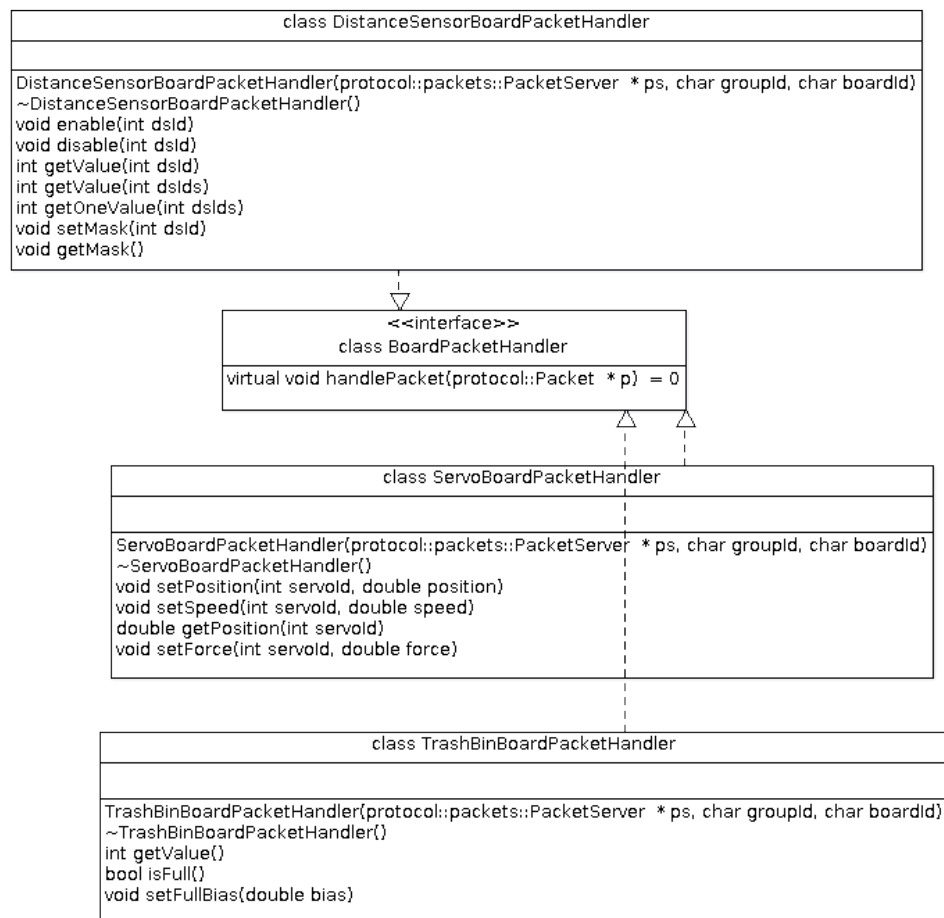 class DistanceSensorBoardPacketHandler
DistanceSensorBoardPacketHandler(protocol::packets::PacketServer * ps, char groupId, char boardId)
~DistanceSensorBoardPacketHandler()
void enable(int dsId)
void disable(int dsId)
int getValue(int dsId)
int getValue(int dsIds)
int getOneValue(int dsIds)
void setMask(int dsId)
void getMask()
<<interface>>
class BoardPacketHandler
virtual void handlePacket(protocol::Packet * p) = 0
class ServoBoardPacketHandler
ServoBoardPacketHandler(protocol::packets::PacketServer * ps, char groupId, char boardId)
~ServoBoardPacketHandler()
void setPosition(int servoId, double position)
void setSpeed(int servoId, double speed)
double getPosition(int servoId)
void setForce(int servoId, double force)
class TrashBinBoardPacketHandler
TrashBinBoardPacketHandler(protocol::packets::PacketServer * ps, char groupId, char boardId)
~TrashBinBoardPacketHandler()
int getValue()
bool isFull()
void setFullBias(double bias)